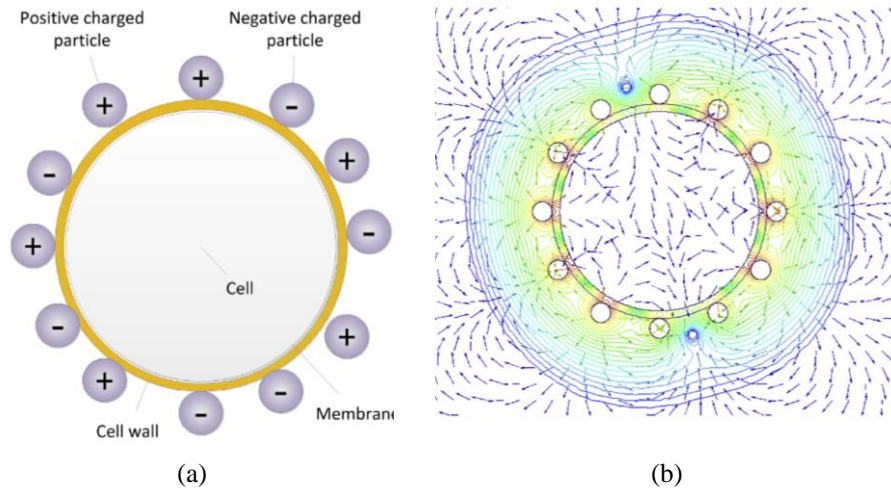 Positive charged
particle
Negative charged
particle
+
+
-
-
+
+
-
-
+
+
-
-
Cell
Membrane
Cell wall
(a)
(b)